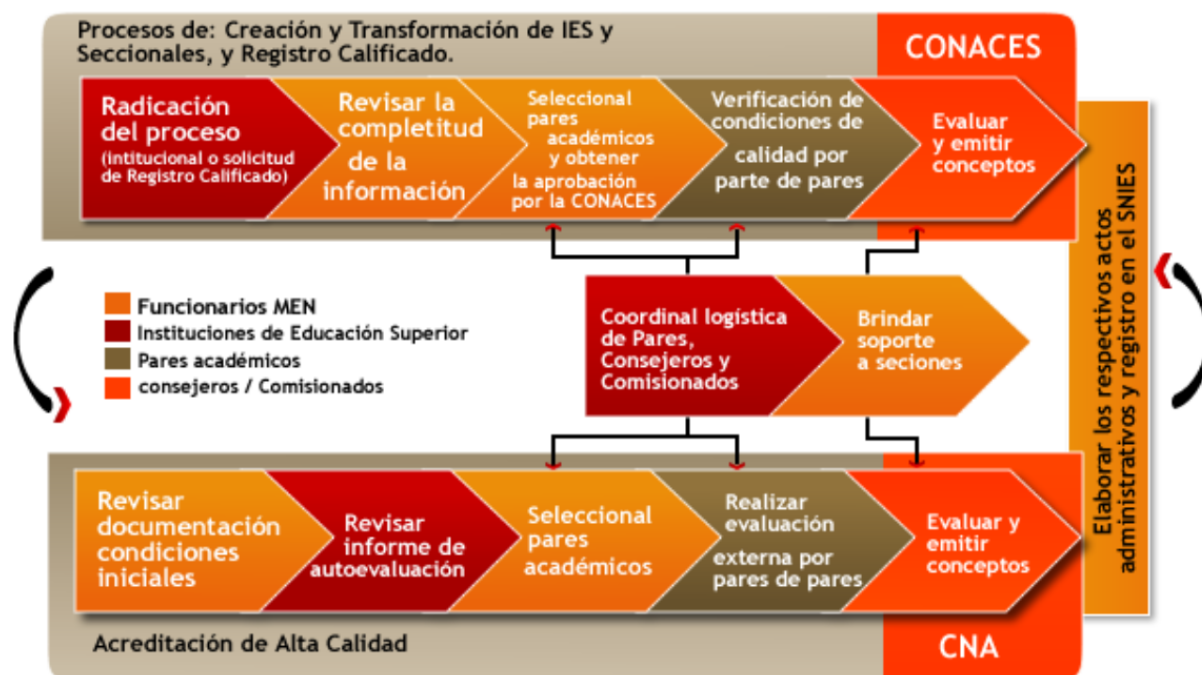 Procesos de: Creación y Transformación de IES y
Seccionales, y Registro Calificado.
CONACES
Radicación
del proceso
(intitucional o solicitud
de Registro Calificado)
Revisar la
completitud
de la
información
Seleccional
pares
académicos
y obtener
la aprobación
por la CONACES
Verificación de
condiciones de
calidad por
parte de pares
Evaluar
y emitir
conceptos
Funcionarios MEN
Instituciones de Educación Superior
Pares académicos
consejeros / Comisionados
Coordinal logística
de Pares,
Consejeros y
Comisionados
Brindar
soporte
a seciones
Elaborar los respectivos actos
administrativos y registro en el SNIES
Revisar
documentación
condiciones
iniciales
Revisar
informe de
autoevaluación
Seleccional
pares
académicos
Realizar
evaluación
externa por
pares de pares
Evaluar y
emitir
conceptos
Acreditación de Alta Calidad
CNA